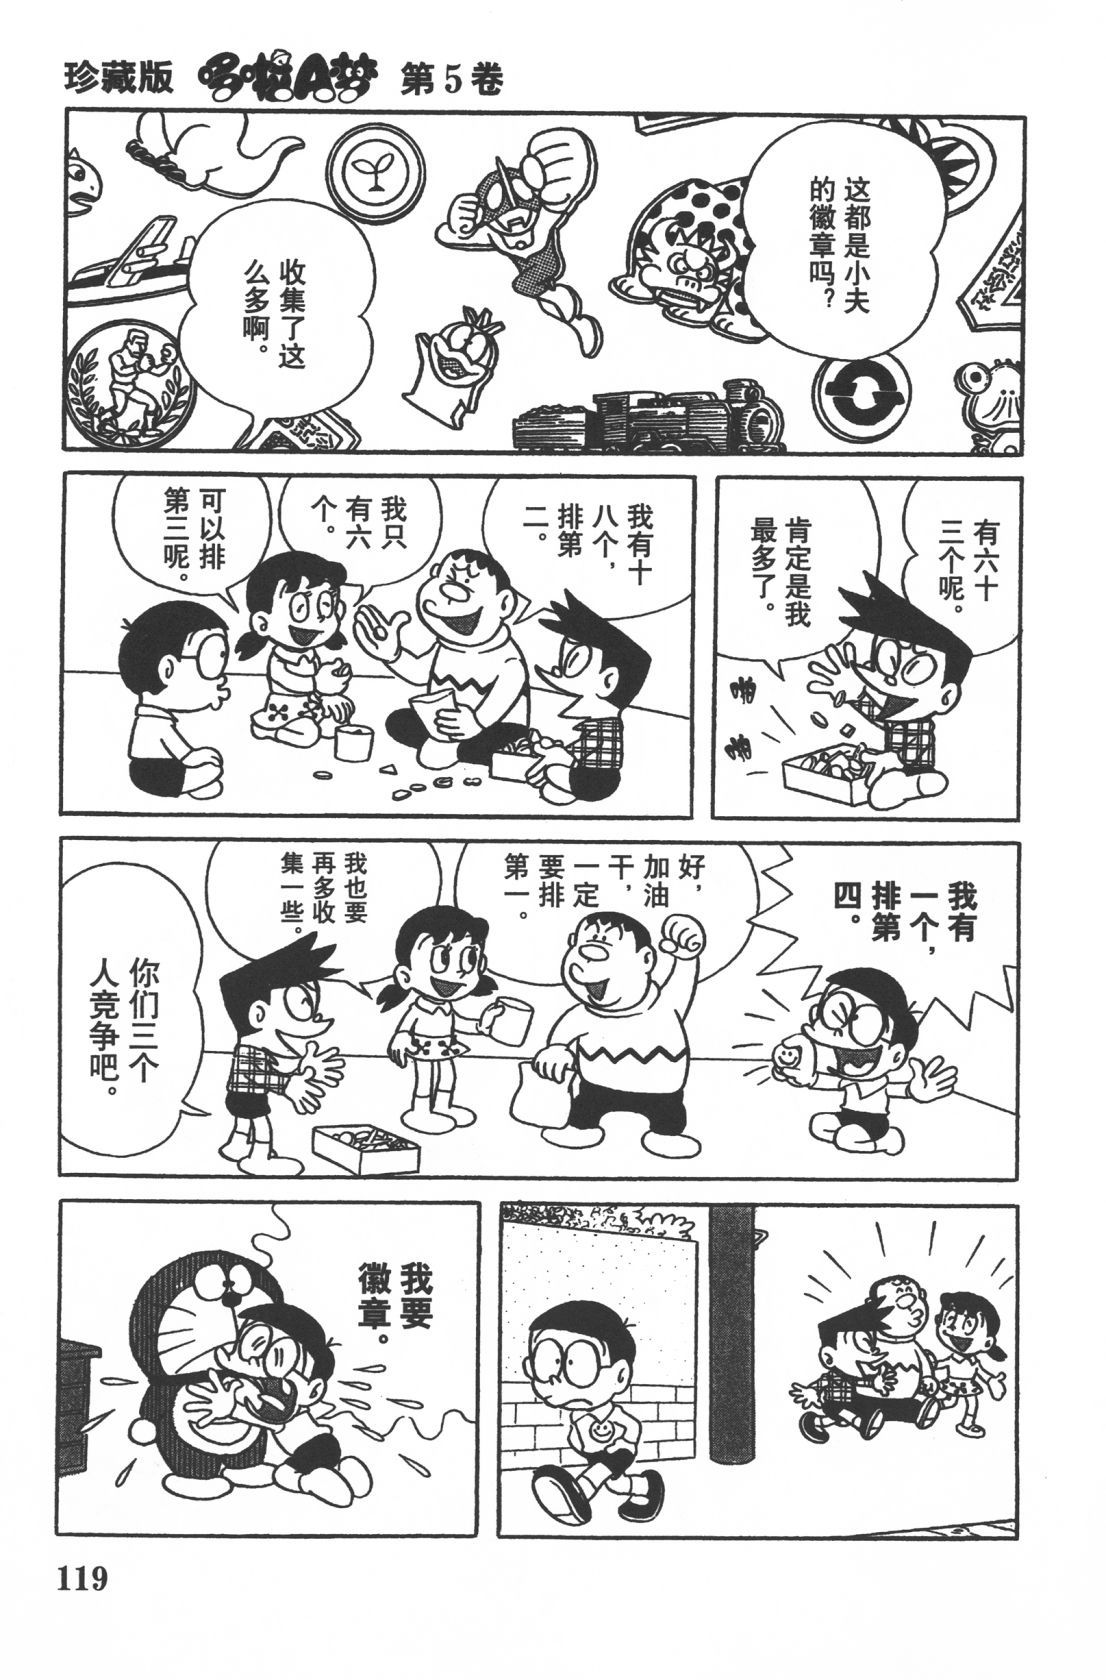 珍藏版 哆啦A梦 第5卷
这都是小夫
的徽章吗？
收集了这
么多啊。
有六十
三个呢。
肯定是我
最多了。
嗒
嗒
我有十
八个，
排第
二。
我只
有六
个。
可以排
第三呢。
我有
一个，
排第
四。
好，
加油
干，
一定
要排
第一。
我也要
再多收
集一些。
你们三个
人竞争吧。
我要
徽章。
119